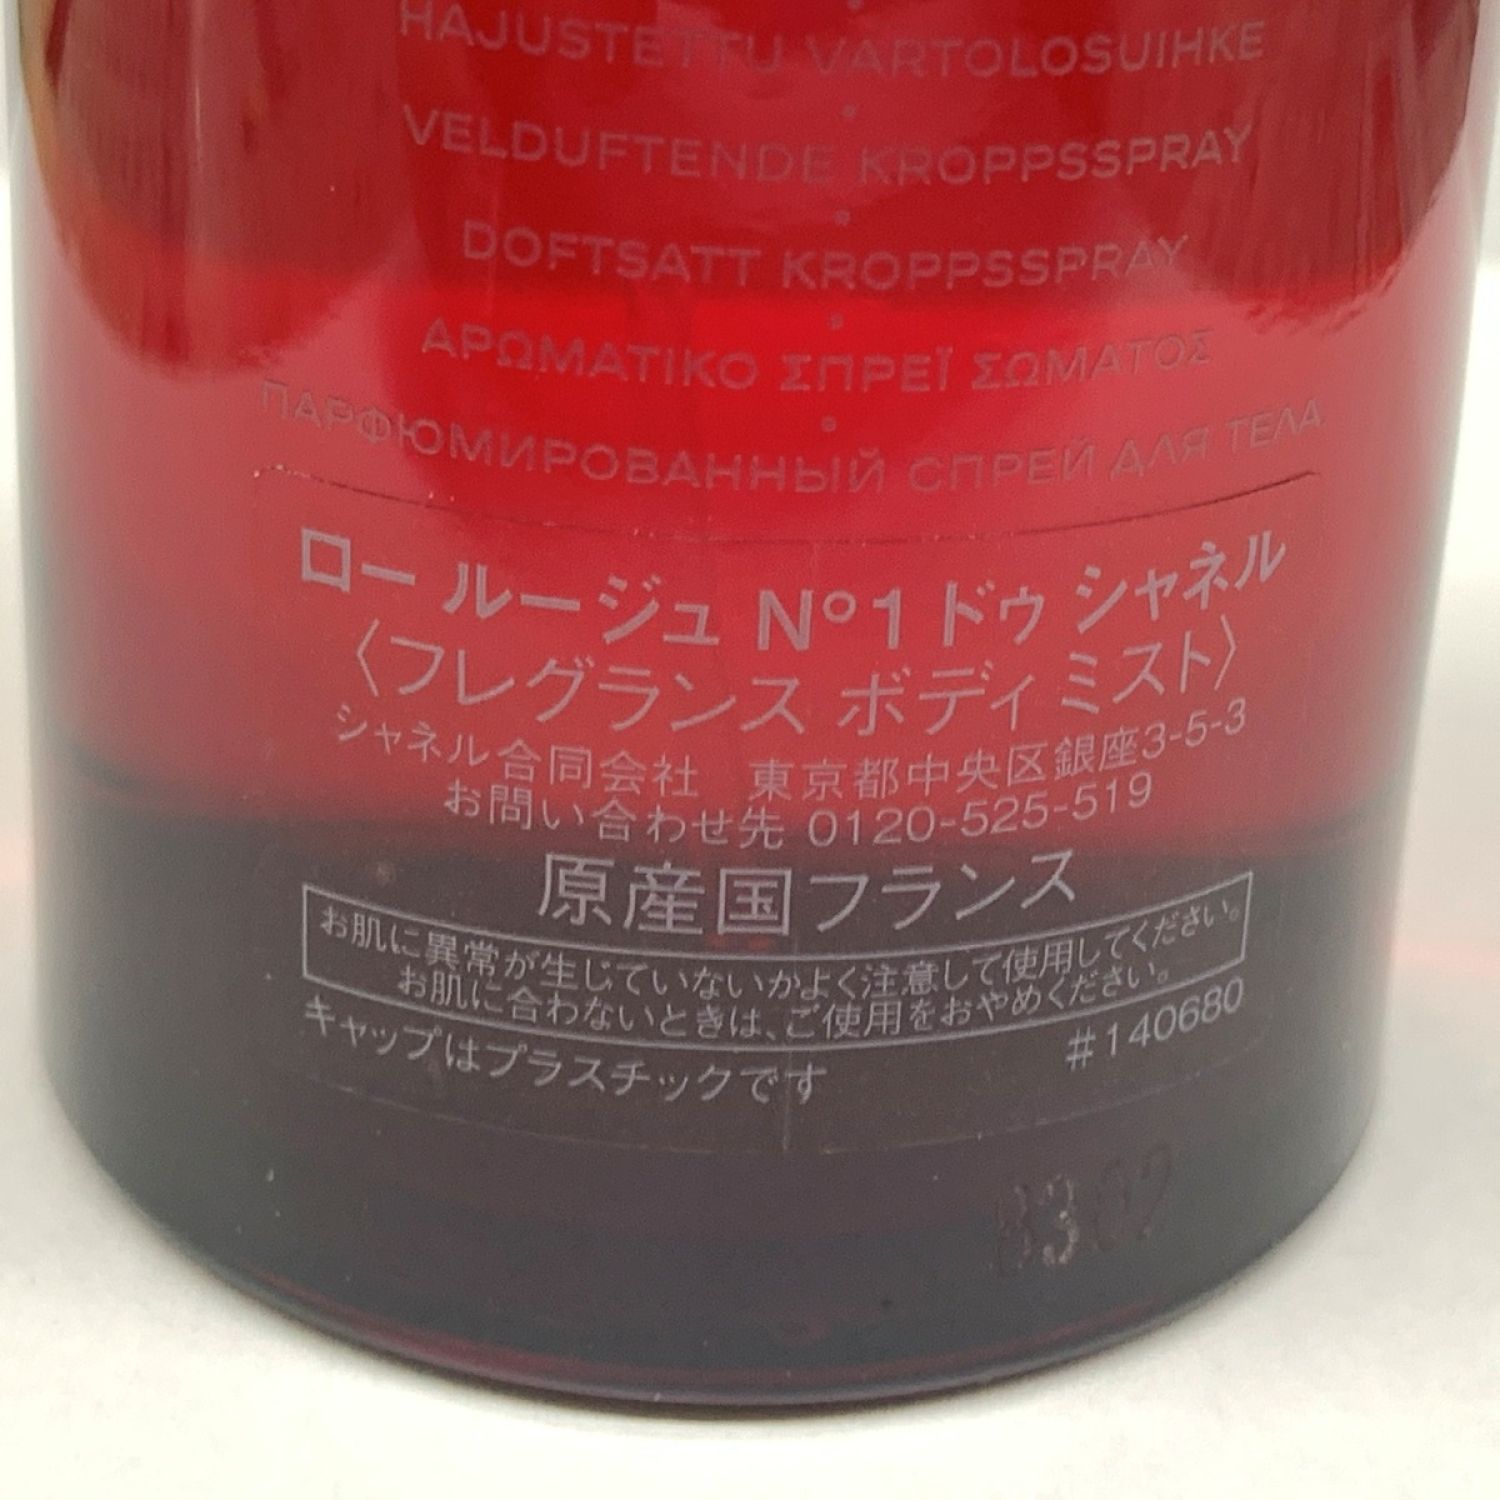 HAJUSTETTU VARTOLOSUIHKE
VELDUFTENDE KROPPSSPRAY
DOFTSATT KROPPSSPRAY
ΑΡΩΜΑΤΙΚΟ ΣΠΡΕΪ ΣΩΜΑΤΟΣ
ПАРФЮМИРОВАННЫЙ СПРЕЙ ДЛЯ ТЕЛА
ロー ルージュ N°1 ドゥ シャネル
〈フレグランス ボディ ミスト〉
シャネル合同会社　東京都中央区銀座3-5-3
お問い合わせ先 0120-525-519
原産国フランス
お肌に異常が生じていないかよく注意して使用してください。
お肌に合わないときは、ご使用をおやめください。
キャップはプラスチックです #140680